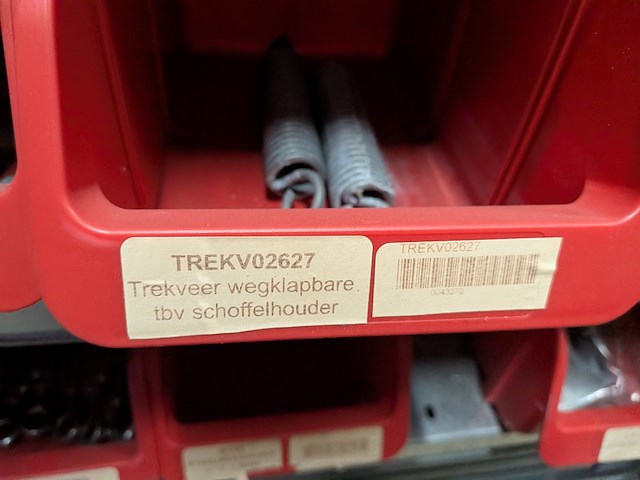 TREKV02627
Trekveer wegklapbare.
tbv schoffelhouder
TREKV02627